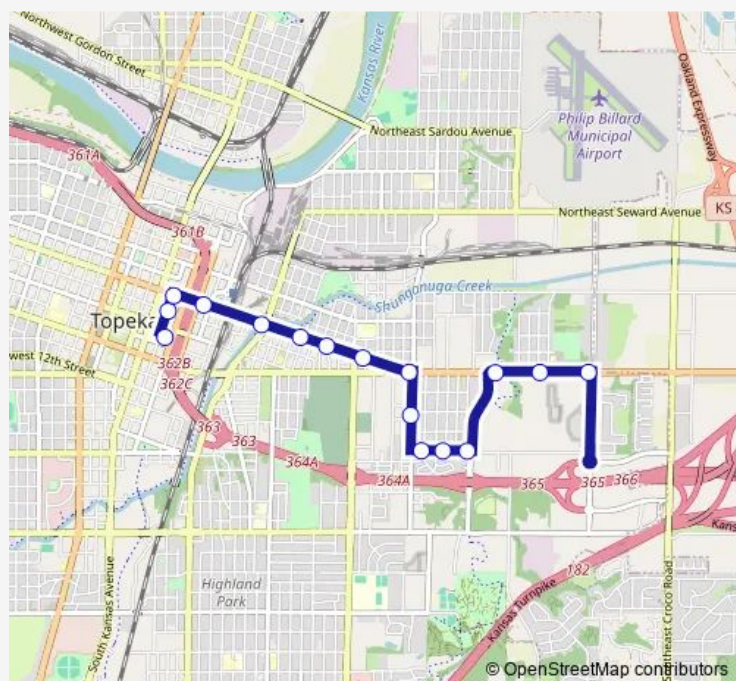 Northwest Gordon Street
Kansas River
Oakland Expressway
Northeast Sardou Avenue
Philip Billard
Municipal
Airport
361A
KS
Northeast Seward Avenue
361B
Shunganuga Creek
Topeka
west 12th Street
362B
362C
363
363
364A
364A
365
365
366
Kans
182
Highland
Park
South Kansas Avenue
Kansas Turnpike
Southeast Croco Road
© OpenStreetMap contributors